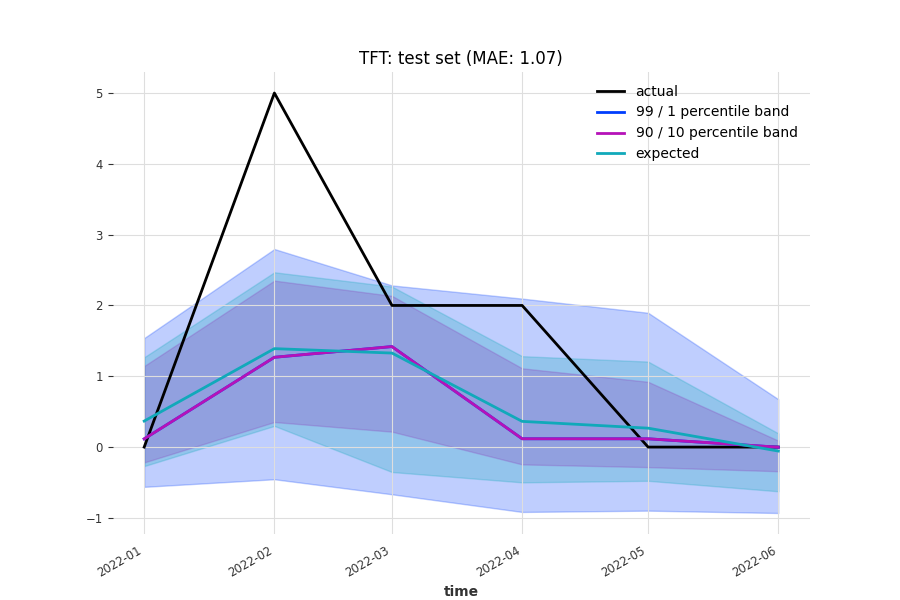 TFT: test set (MAE: 1.07)
actual
99 / 1 percentile band
90 / 10 percentile band
expected
5
4
3
2
1
0
−1
2022-01
2022-02
2022-03
2022-04
2022-05
2022-06
time